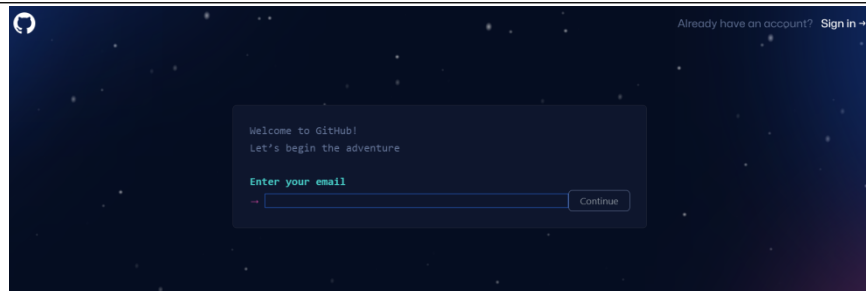 Already have an account? Sign in →
Welcome to GitHub!
Let's begin the adventure
Enter your email
→
Continue